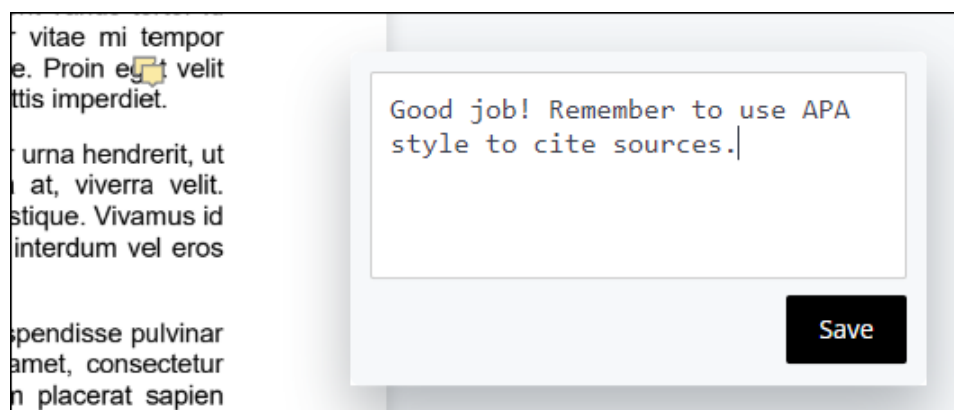 vitae mi tempor
e. Proin velit
ttis imperdiet.
urna hendrerit, ut
at, viverra velit.
stique. Vivamus id
interdum vel eros
spendisse pulvinar
amet, consectetur
placerat sapien
Good job! Remember to use APA
style to cite sources.
Save